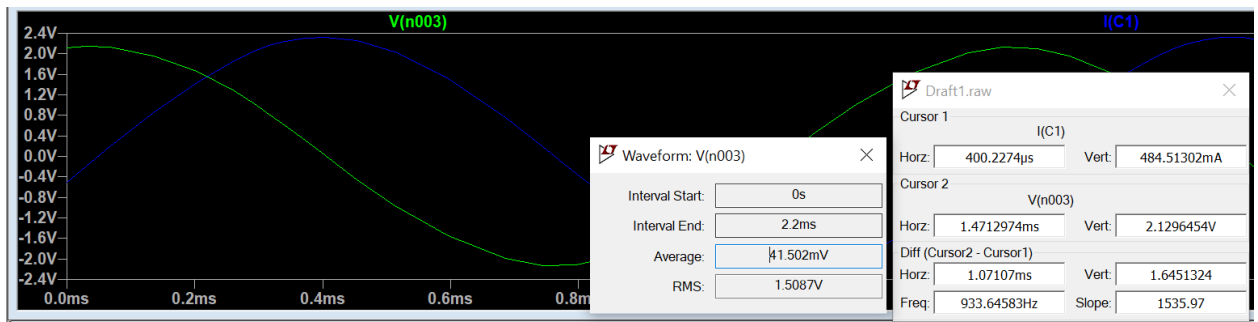 V(n003) I(C1)
2.4V
2.0V
1.6V
1.2V
0.8V
0.4V
0.0V
-0.4V
-0.8V
-1.2V
-1.6V
-2.0V
-2.4V
0.0ms 0.2ms 0.4ms 0.6ms 0.8m
Waveform: V(n003)
Interval Start: 0s
Interval End: 2.2ms
Average: 41.502mV
RMS: 1.5087V
Draft1.raw
Cursor 1
I(C1)
Horz: 400.2274µs Vert: 484.51302mA
Cursor 2
V(n003)
Horz: 1.4712974ms Vert: 2.1296454V
Diff (Cursor2 - Cursor1)
Horz: 1.07107ms Vert: 1.6451324
Freq: 933.64583Hz Slope: 1535.97